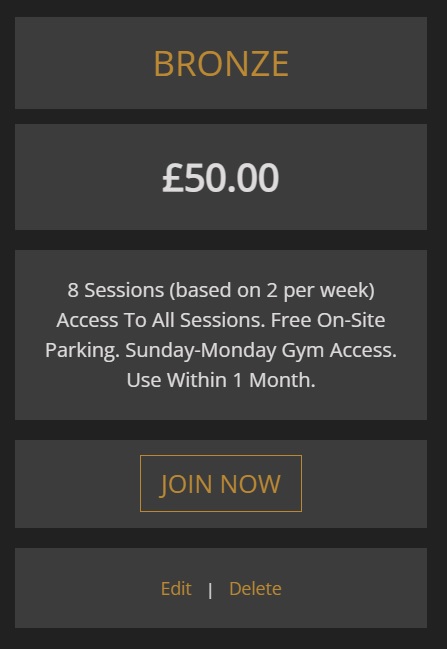 BRONZE
£50.00
8 Sessions (based on 2 per week)
Access To All Sessions. Free On-Site
Parking. Sunday-Monday Gym Access.
Use Within 1 Month.
JOIN NOW
Edit | Delete